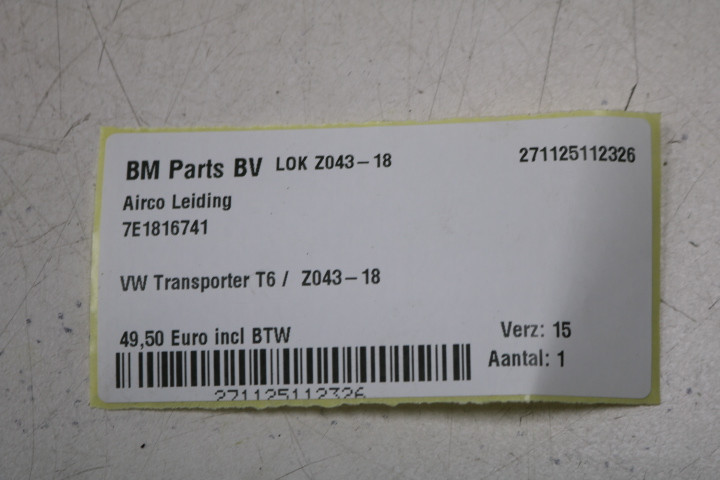 BM Parts BV LOK Z043-18 271125112326
Airco Leiding
7E1816741
VW Transporter T6 / Z043-18
49,50 Euro incl BTW Verz: 15
Aantal: 1
271125112326